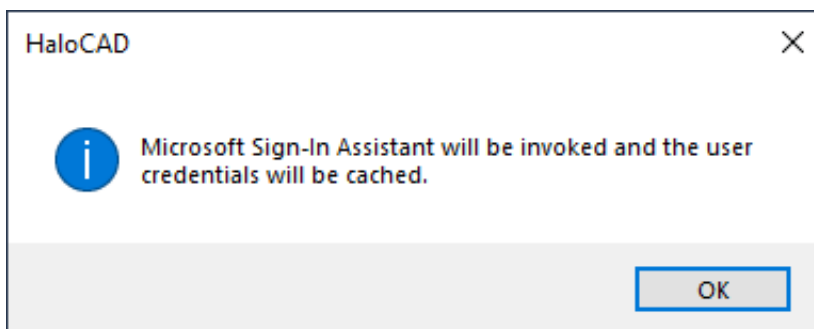 HaloCAD
Microsoft Sign-In Assistant will be invoked and the user
credentials will be cached.
OK